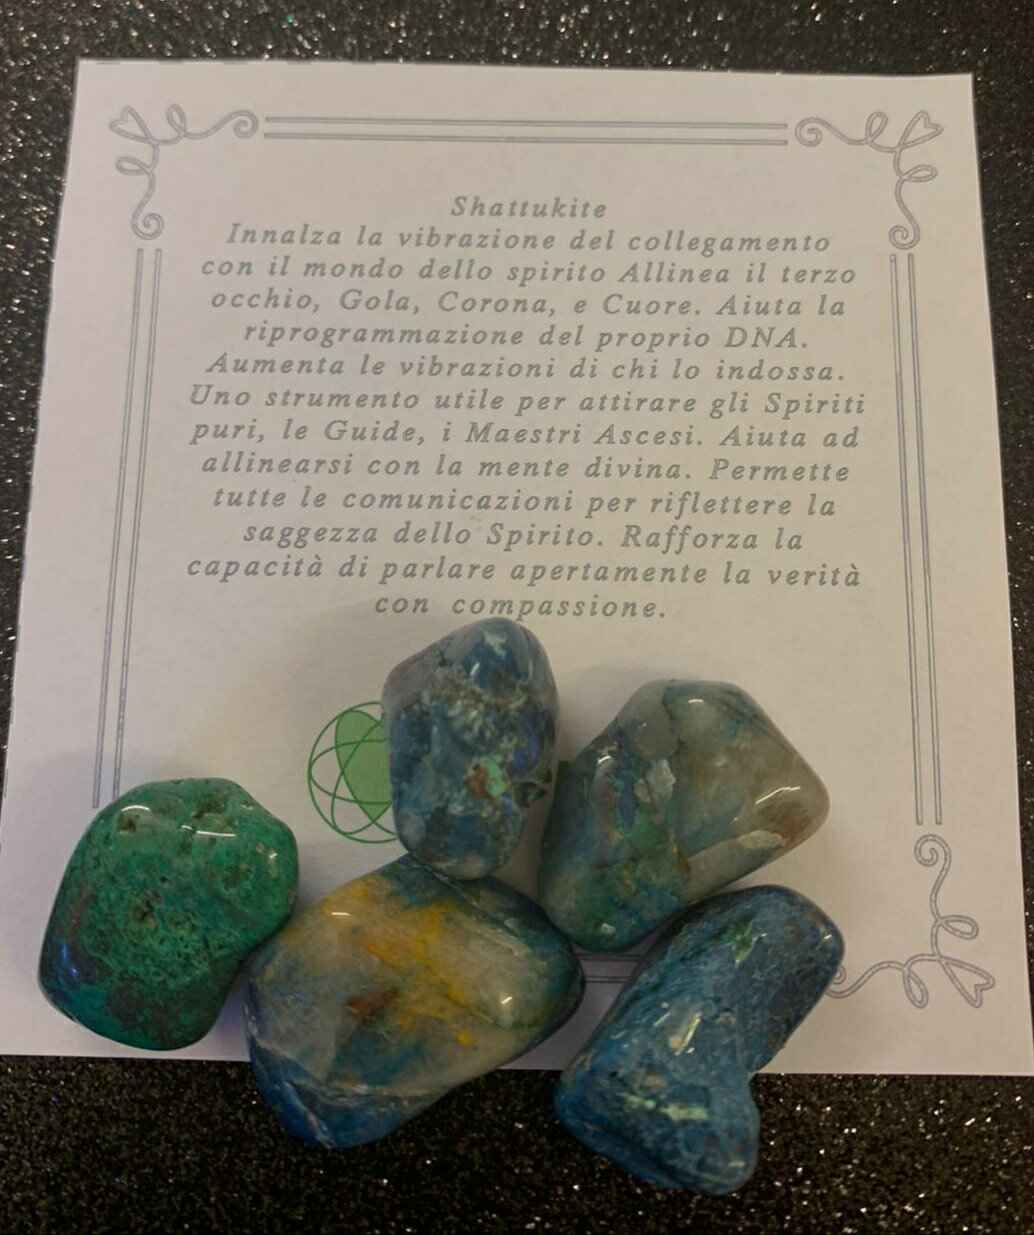 Shattukite
Innalza la vibrazione del collegamento
con il mondo dello spirito Allinea il terzo
occhio, Gola, Corona, e Cuore. Aiuta la
riprogrammazione del proprio DNA.
Aumenta le vibrazioni di chi lo indossa.
Uno strumento utile per attirare gli Spiriti
puri, le Guide, i Maestri Ascesi. Aiuta ad
allinearsi con la mente divina. Permette
tutte le comunicazioni per riflettere la
saggezza dello Spirito. Rafforza la
capacità di parlare apertamente la verità
con compassione.